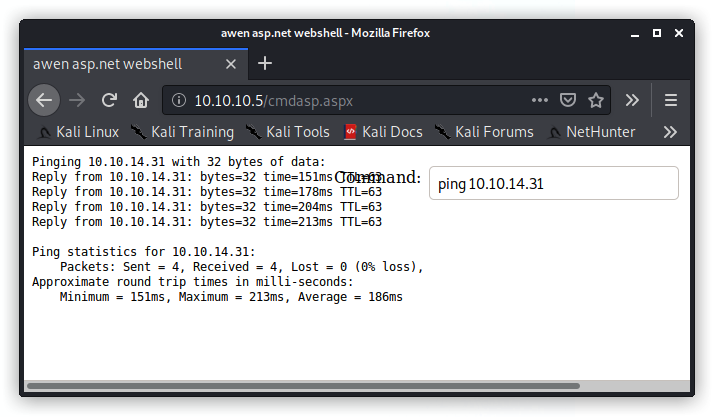 awen asp.net webshell - Mozilla Firefox
awen asp.net webshell
10.10.10.5/cmdasp.aspx
Kali Linux Kali Training Kali Tools Kali Docs Kali Forums NetHunter
Pinging 10.10.14.31 with 32 bytes of data:
Reply from 10.10.14.31: bytes=32 time=151ms TTL=63
Command: ping 10.10.14.31
Reply from 10.10.14.31: bytes=32 time=178ms TTL=63
Reply from 10.10.14.31: bytes=32 time=204ms TTL=63
Reply from 10.10.14.31: bytes=32 time=213ms TTL=63
Ping statistics for 10.10.14.31:
Packets: Sent = 4, Received = 4, Lost = 0 (0% loss),
Approximate round trip times in milli-seconds:
Minimum = 151ms, Maximum = 213ms, Average = 186ms